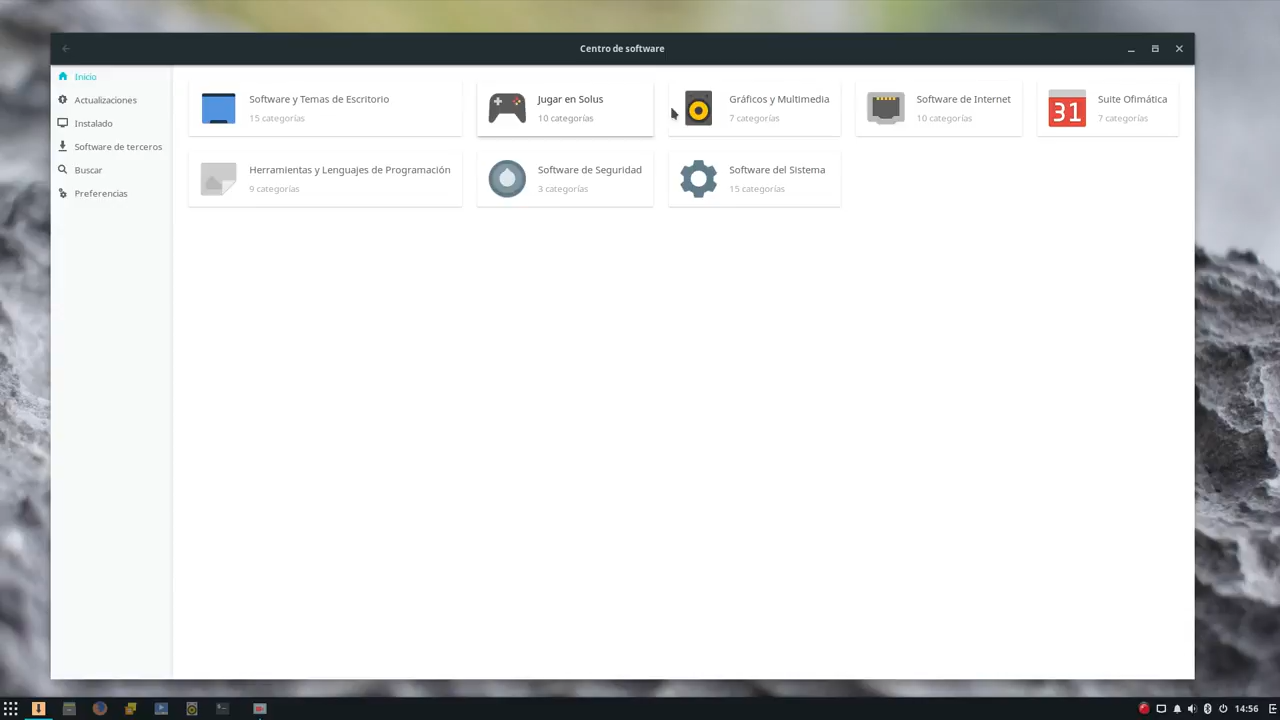 Centro de software
Inicio
Actualizaciones
Instalado
Software de terceros
Buscar
Preferencias
Software y Temas de Escritorio
15 categorías
Jugar en Solus
10 categorías
Gráficos y Multimedia
7 categorías
Software de Internet
10 categorías
31
Suite Ofimática
7 categorías
Herramientas y Lenguajes de Programación
9 categorías
Software de Seguridad
3 categorías
Software del Sistema
15 categorías
14:56